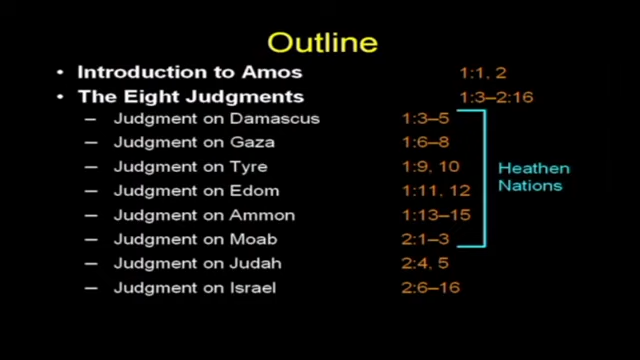 Outline
• Introduction to Amos 1:1, 2
• The Eight Judgments 1:3–2:16
– Judgment on Damascus 1:3–5
– Judgment on Gaza 1:6–8
– Judgment on Tyre 1:9, 10
– Judgment on Edom 1:11, 12
– Judgment on Ammon 1:13–15
– Judgment on Moab 2:1–3
– Judgment on Judah 2:4, 5
– Judgment on Israel 2:6–16
Heathen
Nations